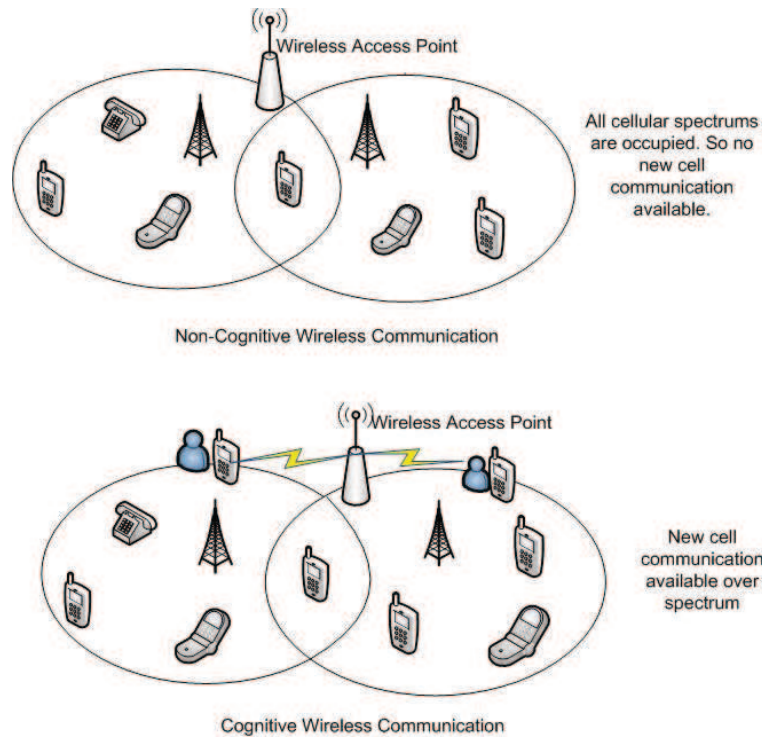 Wireless Access Point
All cellular spectrums
are occupied. So no
new cell
communication
available.
Non-Cognitive Wireless Communication
Wireless Access Point
New cell
communication
available over
spectrum
Cognitive Wireless Communication